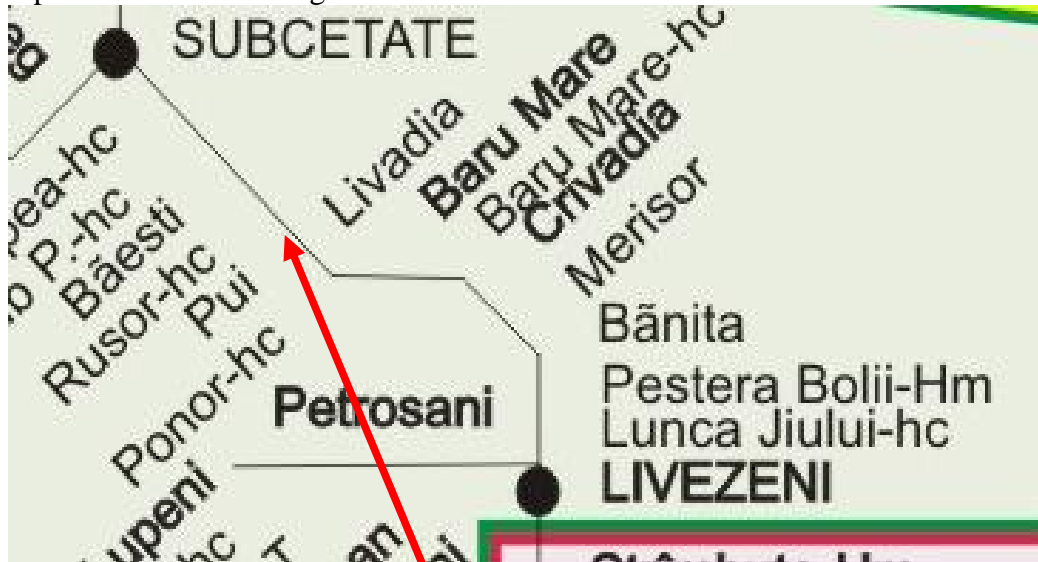 SUBCETATE
Livadia
Baru Mare
Baru Mare-hc
Crivadia
Merisor
Bãesti
Rusor-hc
Pui
Ponor-hc
Bãnita
Pestera Bolii-Hm
Lunca Jiului-hc
LIVEZENI
Petrosani